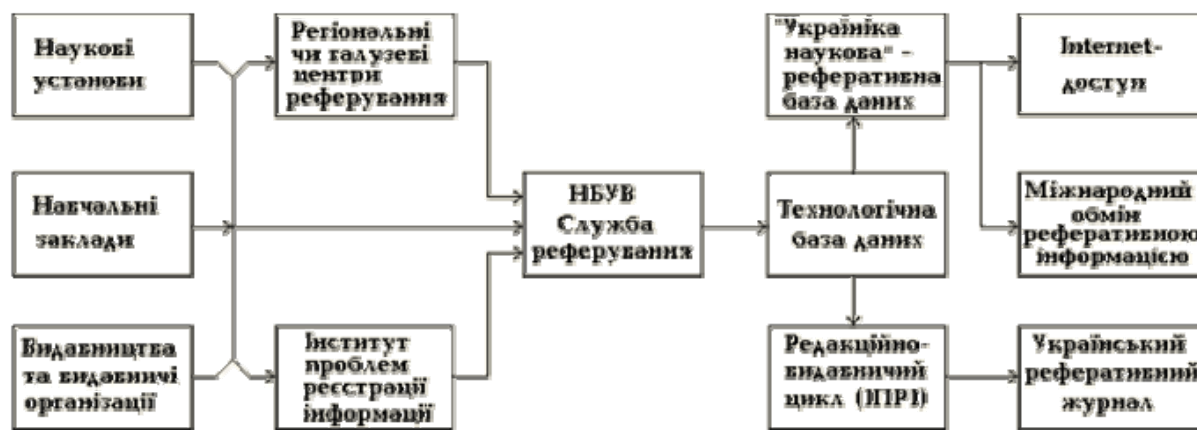 Наукові
установи
Регіональні
чи галузеві
центри
реферування
"Україніка
наукова" –
реферативна
база даних
Internet-
доступ
Навчальні
заклади
НБУВ
Служба
реферування
Технологічна
база даних
Міжнародний
обмін
реферативною
інформацією
Видавництва
та видавничі
організації
Інститут
проблем
реєстрації
інформації
Редакційно-
видавничий
цикл (ІПРІ)
Український
реферативний
журнал